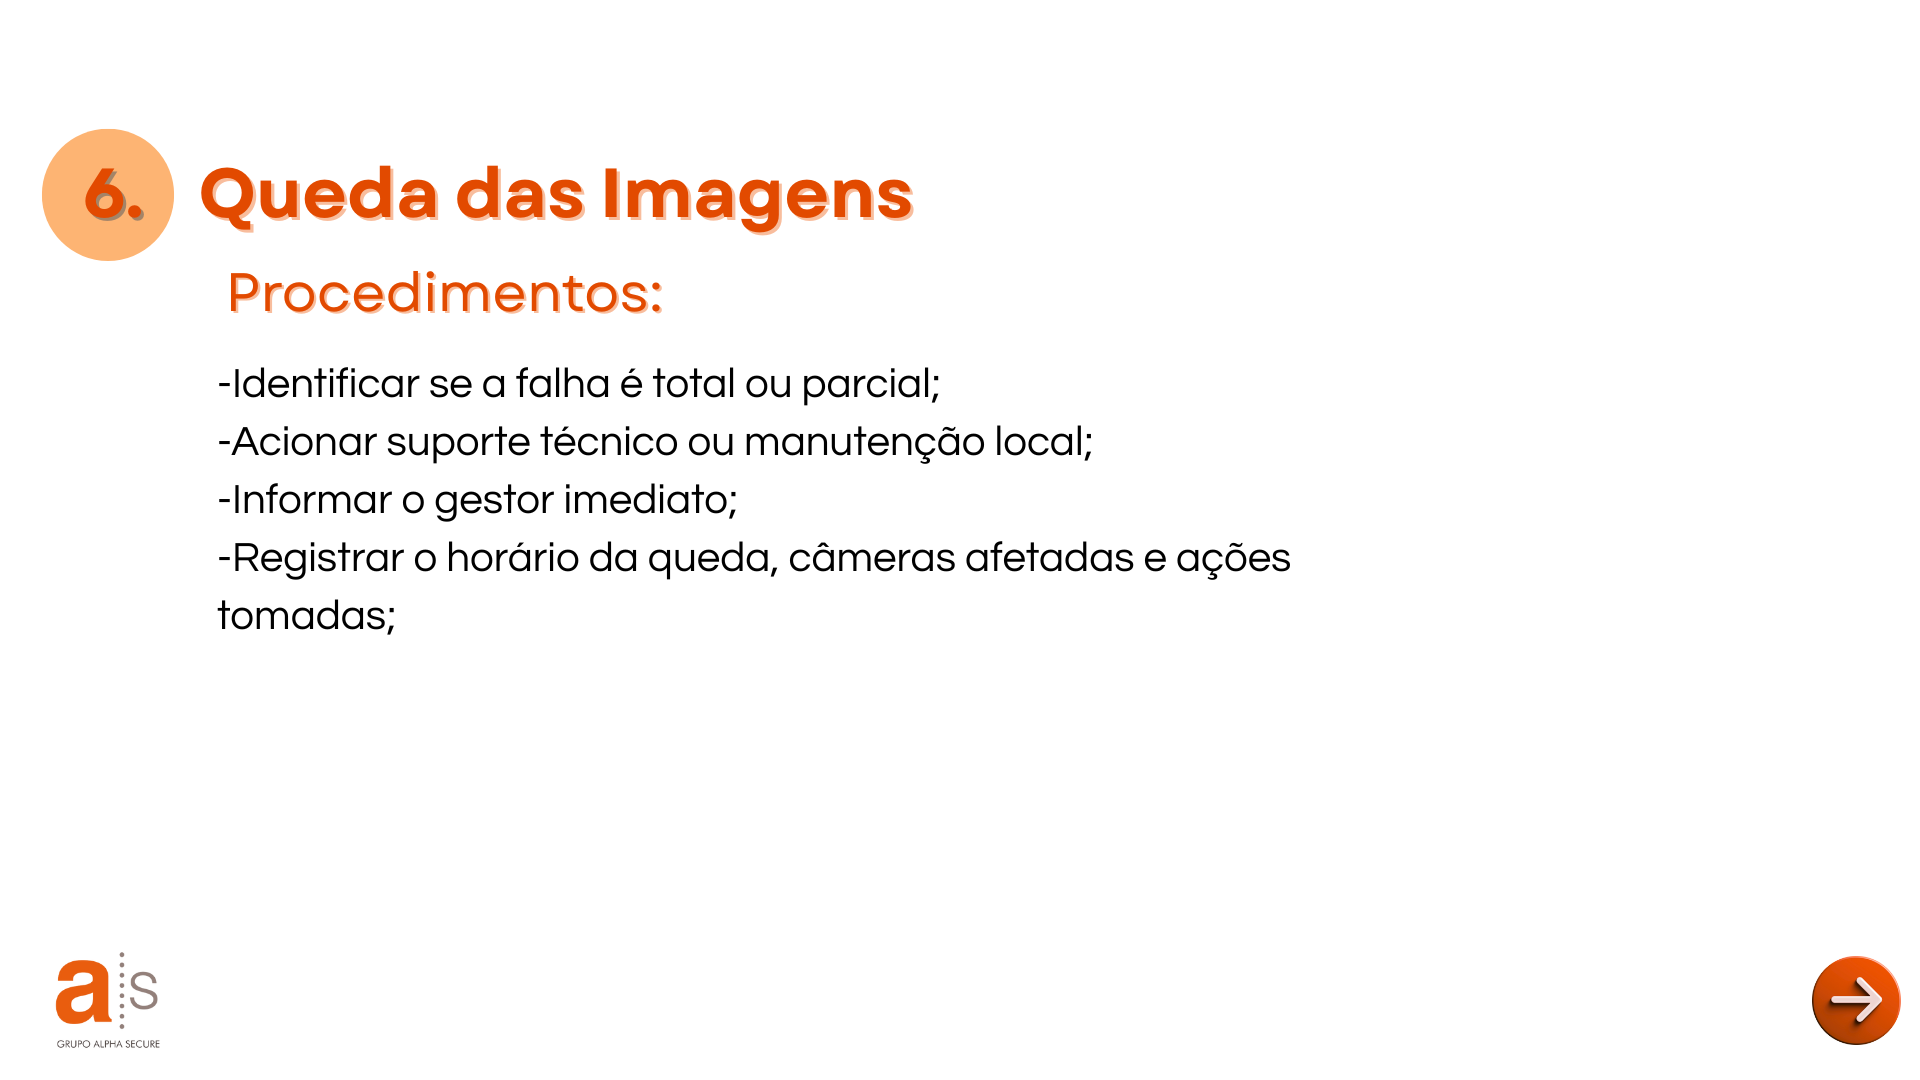 6. Queda das Imagens
Procedimentos:
-Identificar se a falha é total ou parcial;
-Acionar suporte técnico ou manutenção local;
-Informar o gestor imediato;
-Registrar o horário da queda, câmeras afetadas e ações
tomadas;
a s
GRUPO ALPHA SECURE